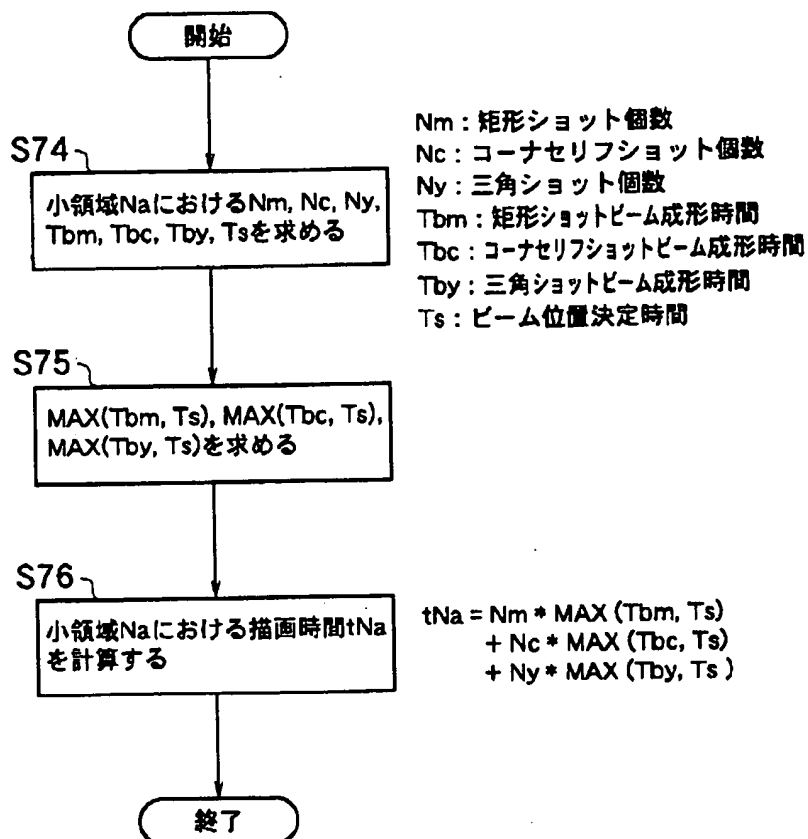 開始
S74
小領域Naにおける Nm, Nc, Ny,
Tbm, Tbc, Tby, Tsを求める
Nm : 矩形ショット個数
Nc : コーナセリフショット個数
Ny : 三角ショット個数
Tbm : 矩形ショットビーム成形時間
Tbc : コーナセリフショットビーム成形時間
Tby : 三角ショットビーム成形時間
Ts : ビーム位置決定時間
S75
MAX(Tbm, Ts), MAX(Tbc, Ts),
MAX(Tby, Ts)を求める
S76
小領域Naにおける描画時間tNa
を計算する
tNa = Nm * MAX (Tbm, Ts)
+ Nc * MAX (Tbc, Ts)
+ Ny * MAX (Tby, Ts )
終了